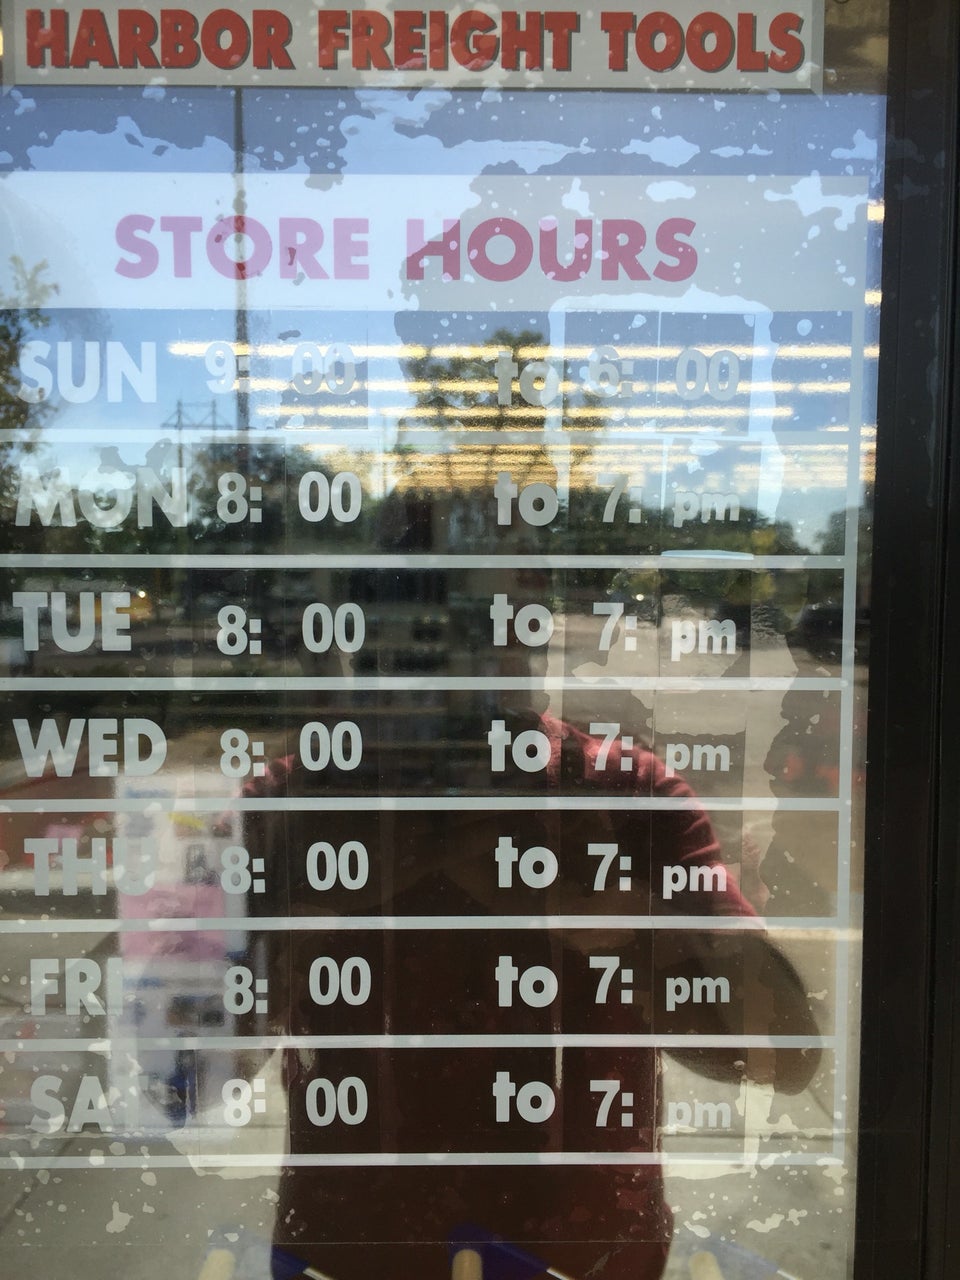 HARBOR FREIGHT TOOLS
STORE HOURS
SUN 9: 00 to 6: 00
MON 8: 00 to 7: pm
TUE 8: 00 to 7: pm
WED 8: 00 to 7: pm
THU 8: 00 to 7: pm
FRI 8: 00 to 7: pm
SAT 8: 00 to 7: pm